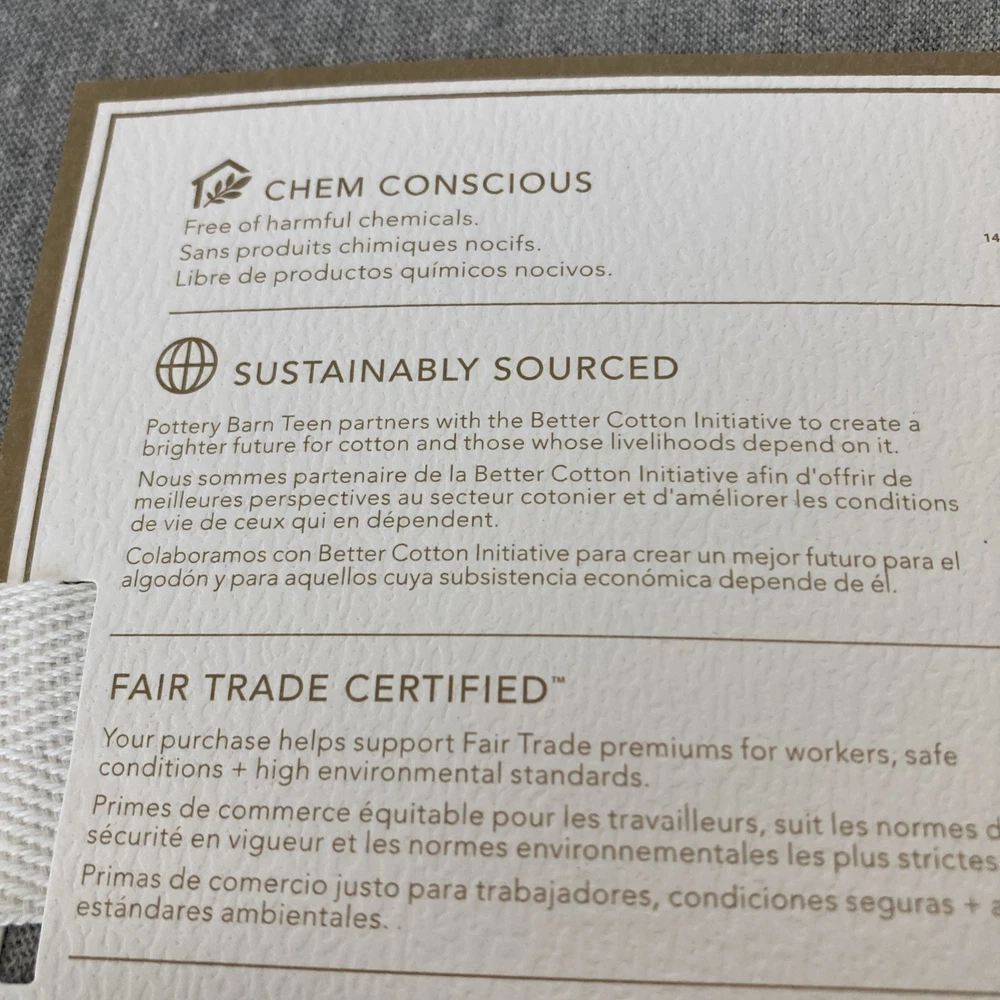 CHEM CONSCIOUS
Free of harmful chemicals.
Sans produits chimiques nocifs.
Libre de productos químicos nocivos.
14
SUSTAINABLY SOURCED
Pottery Barn Teen partners with the Better Cotton Initiative to create a
brighter future for cotton and those whose livelihoods depend on it.
Nous sommes partenaire de la Better Cotton Initiative afin d'offrir de
meilleures perspectives au secteur cotonier et d'améliorer les conditions
de vie de ceux qui en dépendent.
Colaboramos con Better Cotton Initiative para crear un mejor futuro para el
algodón y para aquellos cuya subsistencia económica depende de él.
FAIR TRADE CERTIFIED™
Your purchase helps support Fair Trade premiums for workers, safe
conditions + high environmental standards.
Primes de commerce équitable pour les travailleurs, suit les normes
sécurité en vigueur et les normes environnementales les plus strictes.
Primas de comercio justo para trabajadores, condiciones seguras +
estándares ambientales.